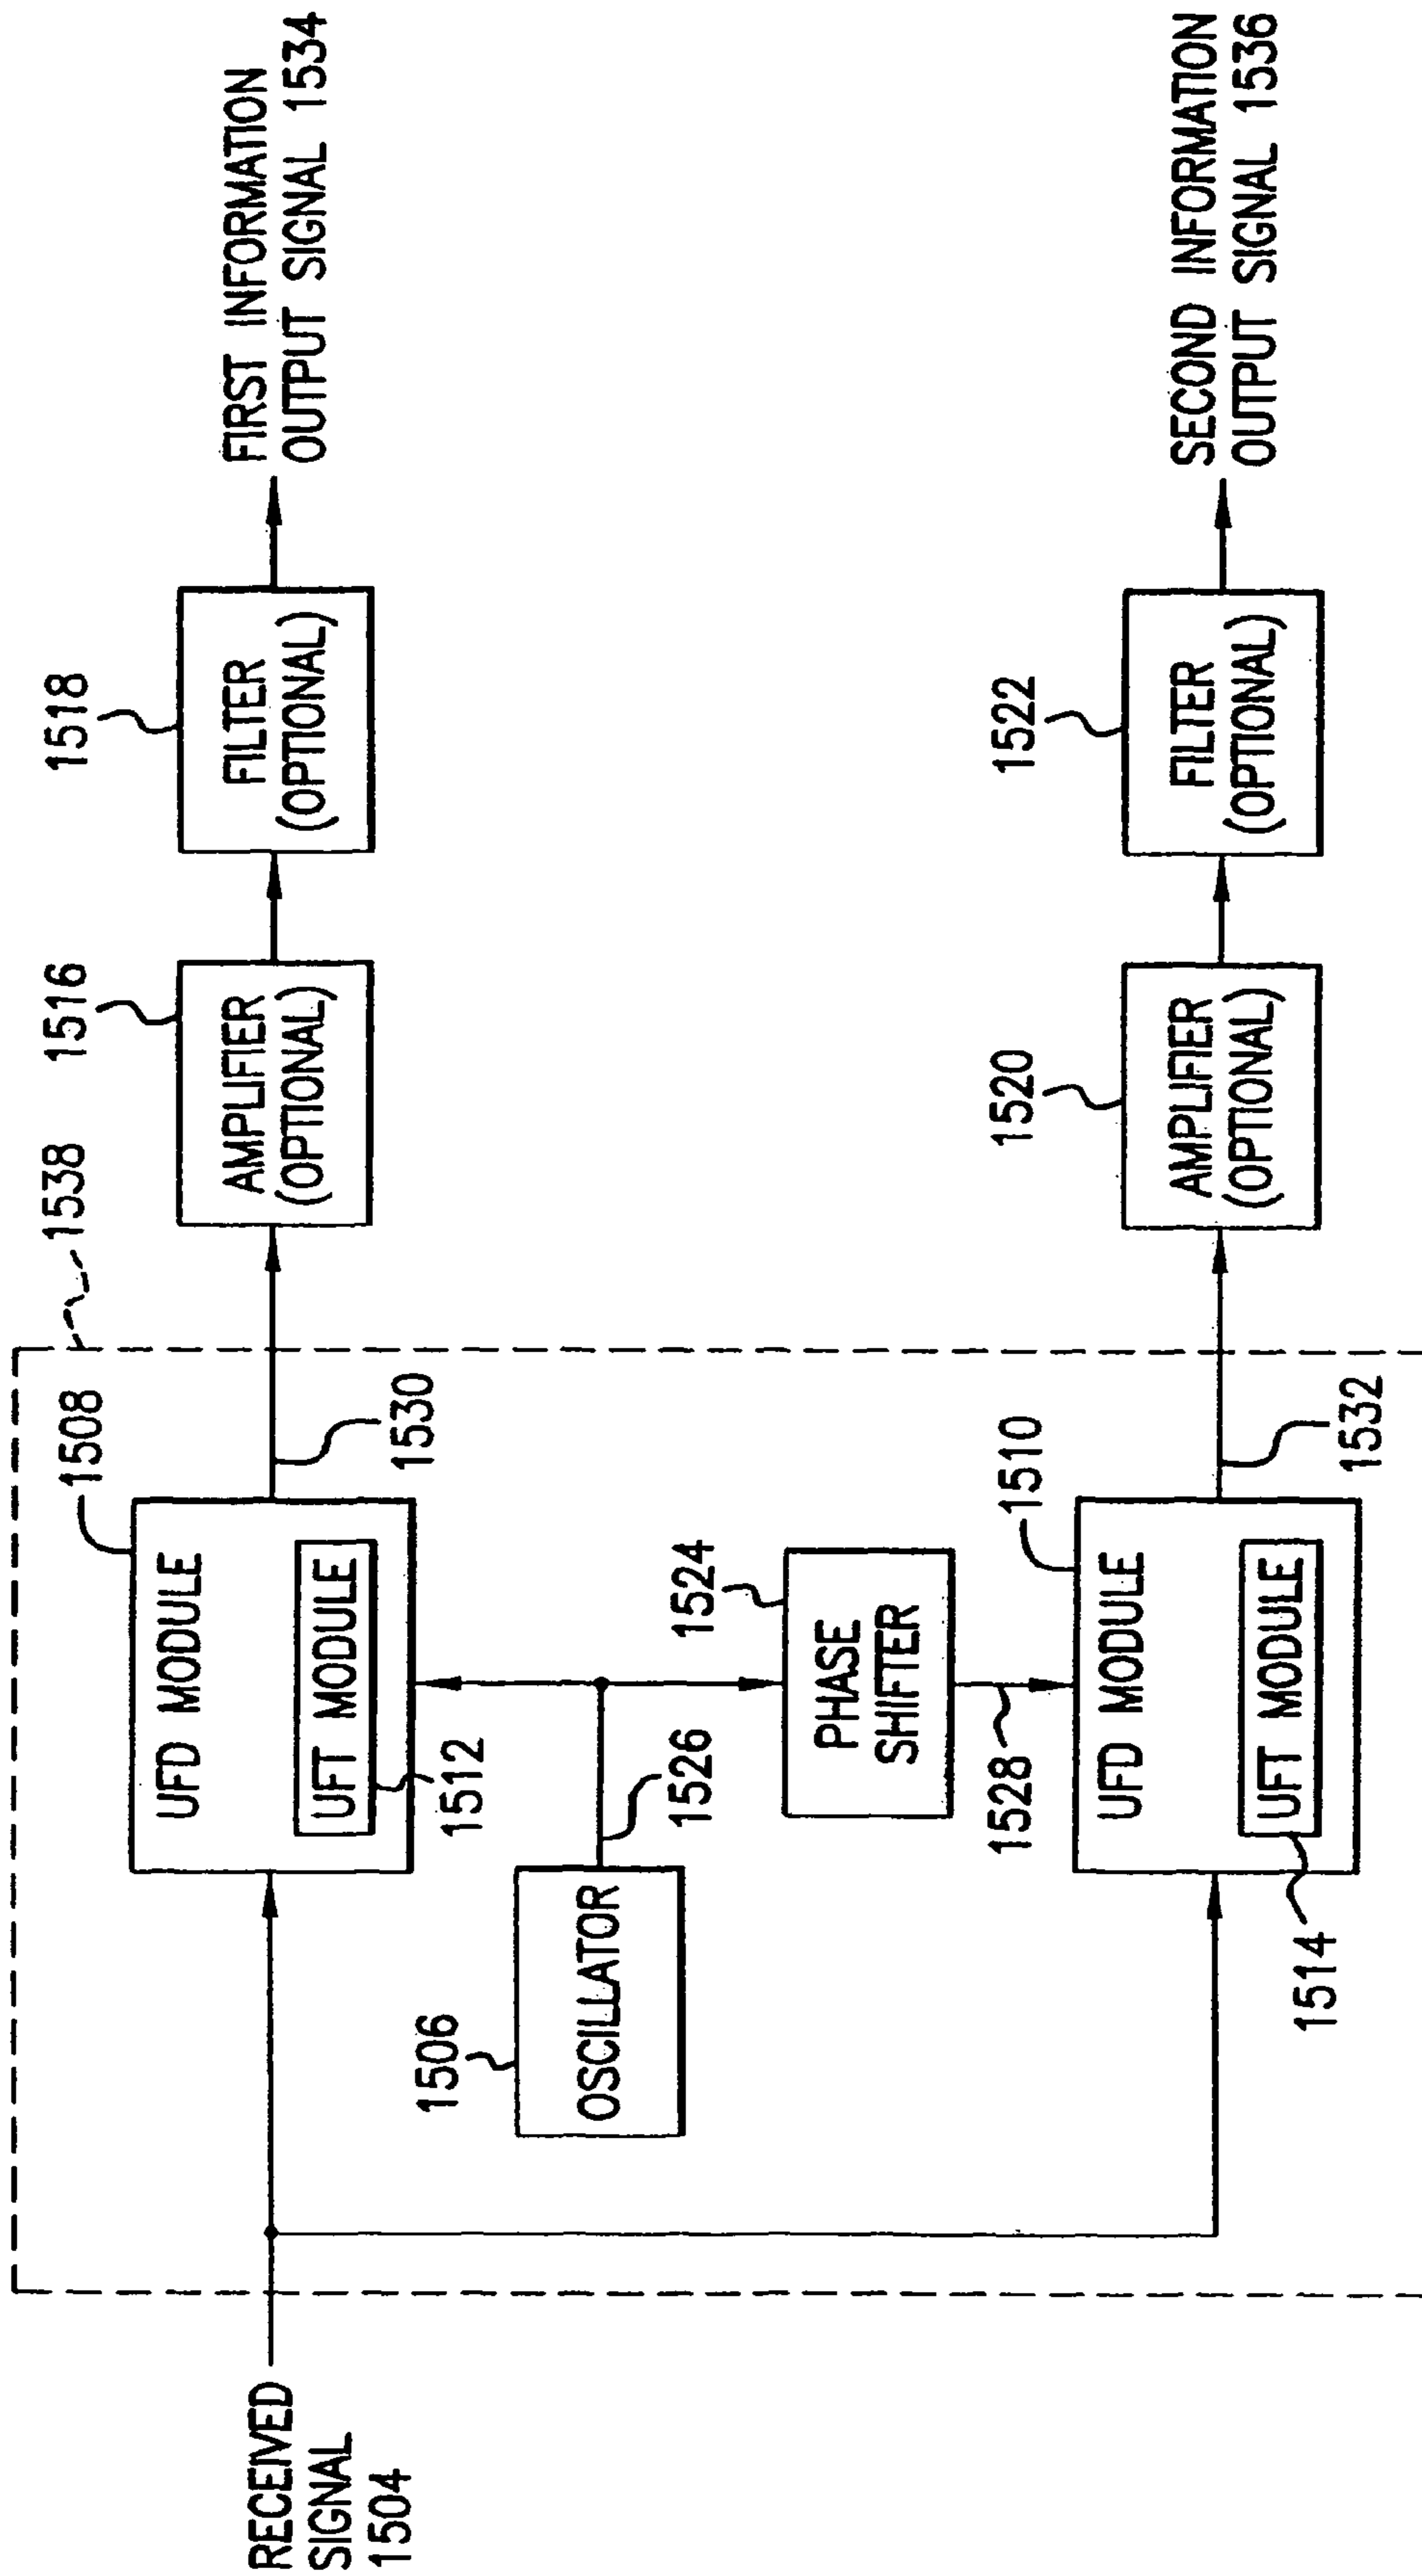 RECEIVED
SIGNAL
1504
1538
1508
UFD MODULE
UFT MODULE
1512
1530
1516
AMPLIFIER
(OPTIONAL)
1518
FILTER
(OPTIONAL)
FIRST INFORMATION
OUTPUT SIGNAL 1534
1506
OSCILLATOR
1526
1524
PHASE
SHIFTER
1528
1510
UFD MODULE
UFT MODULE
1514
1532
1520
AMPLIFIER
(OPTIONAL)
1522
FILTER
(OPTIONAL)
SECOND INFORMATION
OUTPUT SIGNAL 1536